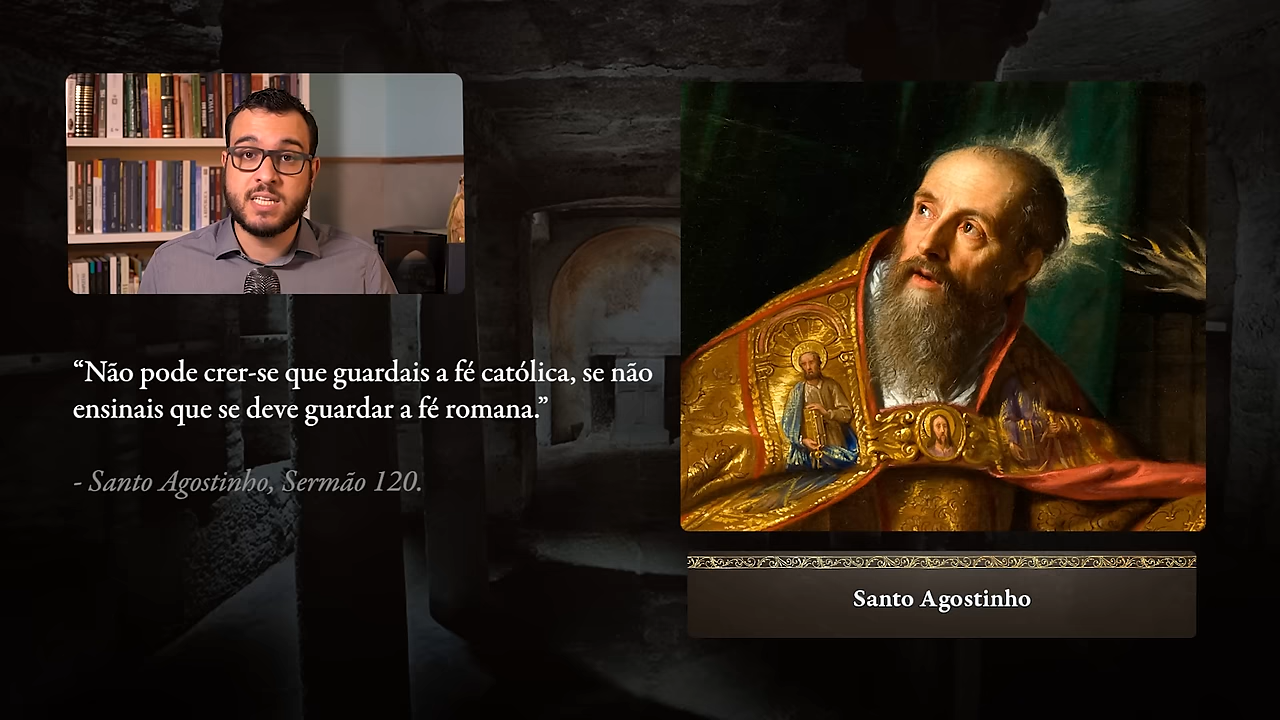 “Não pode crer-se que guardais a fé católica, se não
ensinais que se deve guardar a fé romana.”
- Santo Agostinho, Sermão 120.
Santo Agostinho